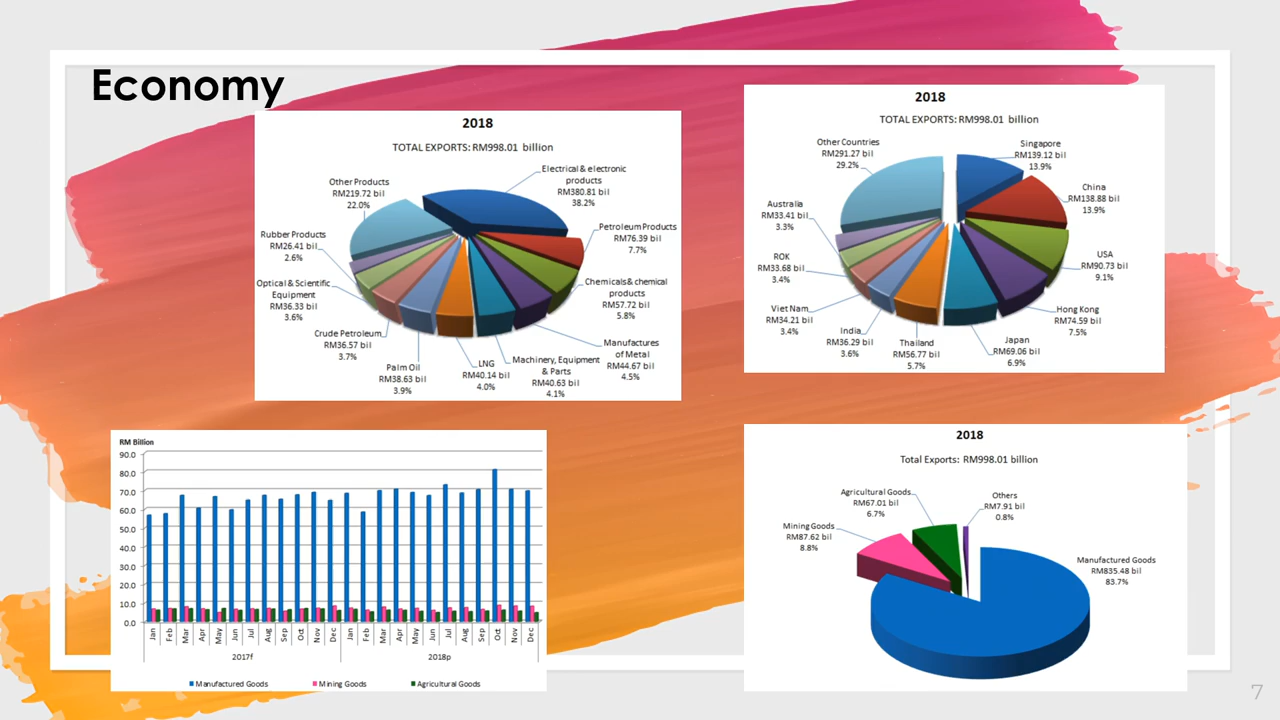 Economy
2018
TOTAL EXPORTS: RM998.01 billion
Electrical & electronic
products
RM380.81 bil
38.2%
Petroleum Products
RM76.39 bil
7.7%
Chemicals & chemical
products
RM57.72 bil
5.8%
Manufactures
of Metal
RM44.67 bil
4.5%
Machinery, Equipment
& Parts
RM40.63 bil
4.1%
LNG
RM40.14 bil
4.0%
Palm Oil
RM38.63 bil
3.9%
Crude Petroleum
RM36.57 bil
3.7%
Optical & Scientific
Equipment
RM36.33 bil
3.6%
Rubber Products
RM26.41 bil
2.6%
Other Products
RM219.72 bil
22.0%
2018
TOTAL EXPORTS: RM998.01 billion
Singapore
RM139.12 bil
13.9%
China
RM138.88 bil
13.9%
USA
RM90.73 bil
9.1%
Hong Kong
RM74.59 bil
7.5%
Japan
RM69.06 bil
6.9%
Thailand
RM56.77 bil
5.7%
India
RM36.29 bil
3.6%
Viet Nam
RM34.21 bil
3.4%
ROK
RM33.68 bil
3.4%
Australia
RM33.41 bil
3.3%
Other Countries
RM291.27 bil
29.2%
RM Billion
90.0
80.0
70.0
60.0
50.0
40.0
30.0
20.0
10.0
0.0
Jan Feb Mar Apr May Jun Jul Aug Sep Oct Nov Dec Jan Feb Mar Apr May Jun Jul Aug Sep Oct Nov Dec
2017f 2018p
Manufactured Goods Mining Goods Agricultural Goods
2018
Total Exports: RM998.01 billion
Manufactured Goods
RM835.48 bil
83.7%
Mining Goods
RM87.62 bil
8.8%
Agricultural Goods
RM67.01 bil
6.7%
Others
RM7.91 bil
0.8%
7